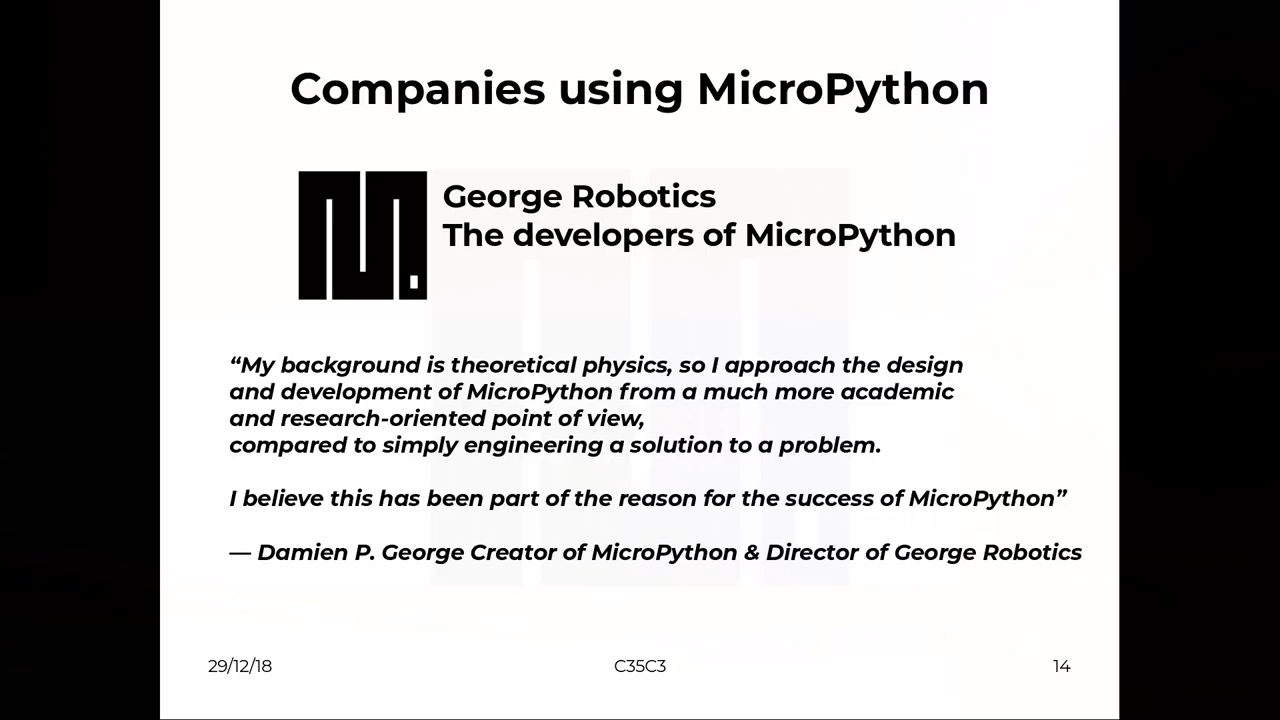 Companies using MicroPython
George Robotics
The developers of MicroPython
“My background is theoretical physics, so I approach the design
and development of MicroPython from a much more academic
and research-oriented point of view,
compared to simply engineering a solution to a problem.
I believe this has been part of the reason for the success of MicroPython”
— Damien P. George Creator of MicroPython & Director of George Robotics
29/12/18
C35C3
14